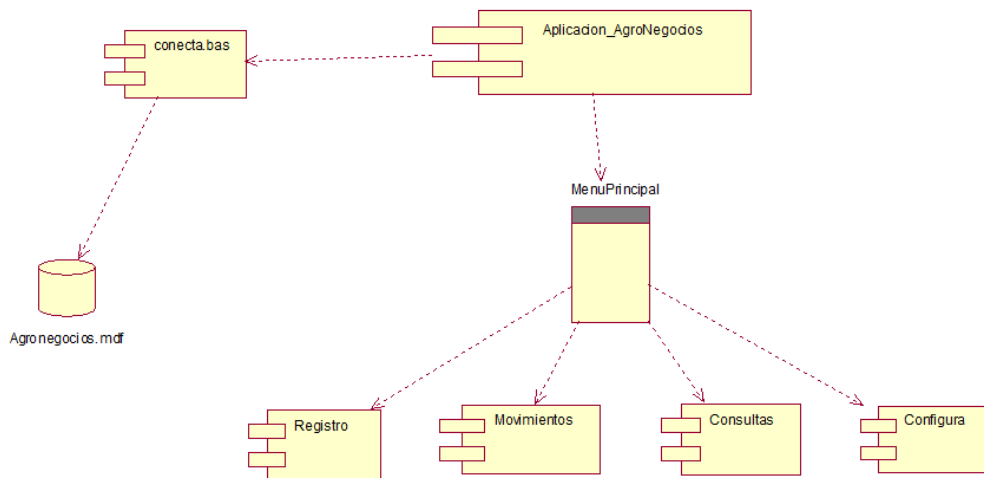 conecta.bas
Aplicacion_AgroNegocios
MenuPrincipal
Agronegocios.mdf
Registro
Movimientos
Consultas
Configura